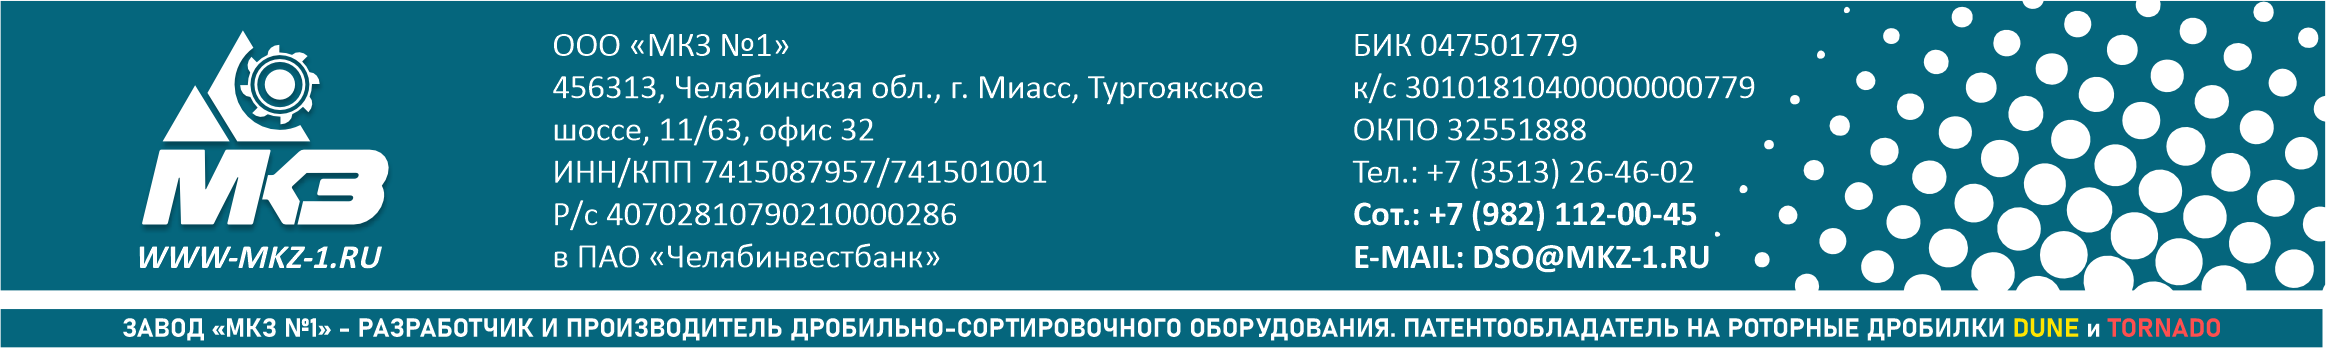 МКЗ
WWW-MKZ-1.RU
ООО «МКЗ №1»
456313, Челябинская обл., г. Миасс, Тургоякское
шоссе, 11/63, офис 32
ИНН/КПП 7415087957/741501001
Р/с 40702810790210000286
в ПАО «Челябинвестбанк»
БИК 047501779
к/с 30101810400000000779
ОКПО 32551888
Тел.: +7 (3513) 26-46-02
Сот.: +7 (982) 112-00-45
E-MAIL: DSO@MKZ-1.RU
ЗАВОД «МКЗ №1» - РАЗРАБОТЧИК И ПРОИЗВОДИТЕЛЬ ДРОБИЛЬНО-СОРТИРОВОЧНОГО ОБОРУДОВАНИЯ. ПАТЕНТООБЛАДАТЕЛЬ НА РОТОРНЫЕ ДРОБИЛКИ DUNE и TORNADO